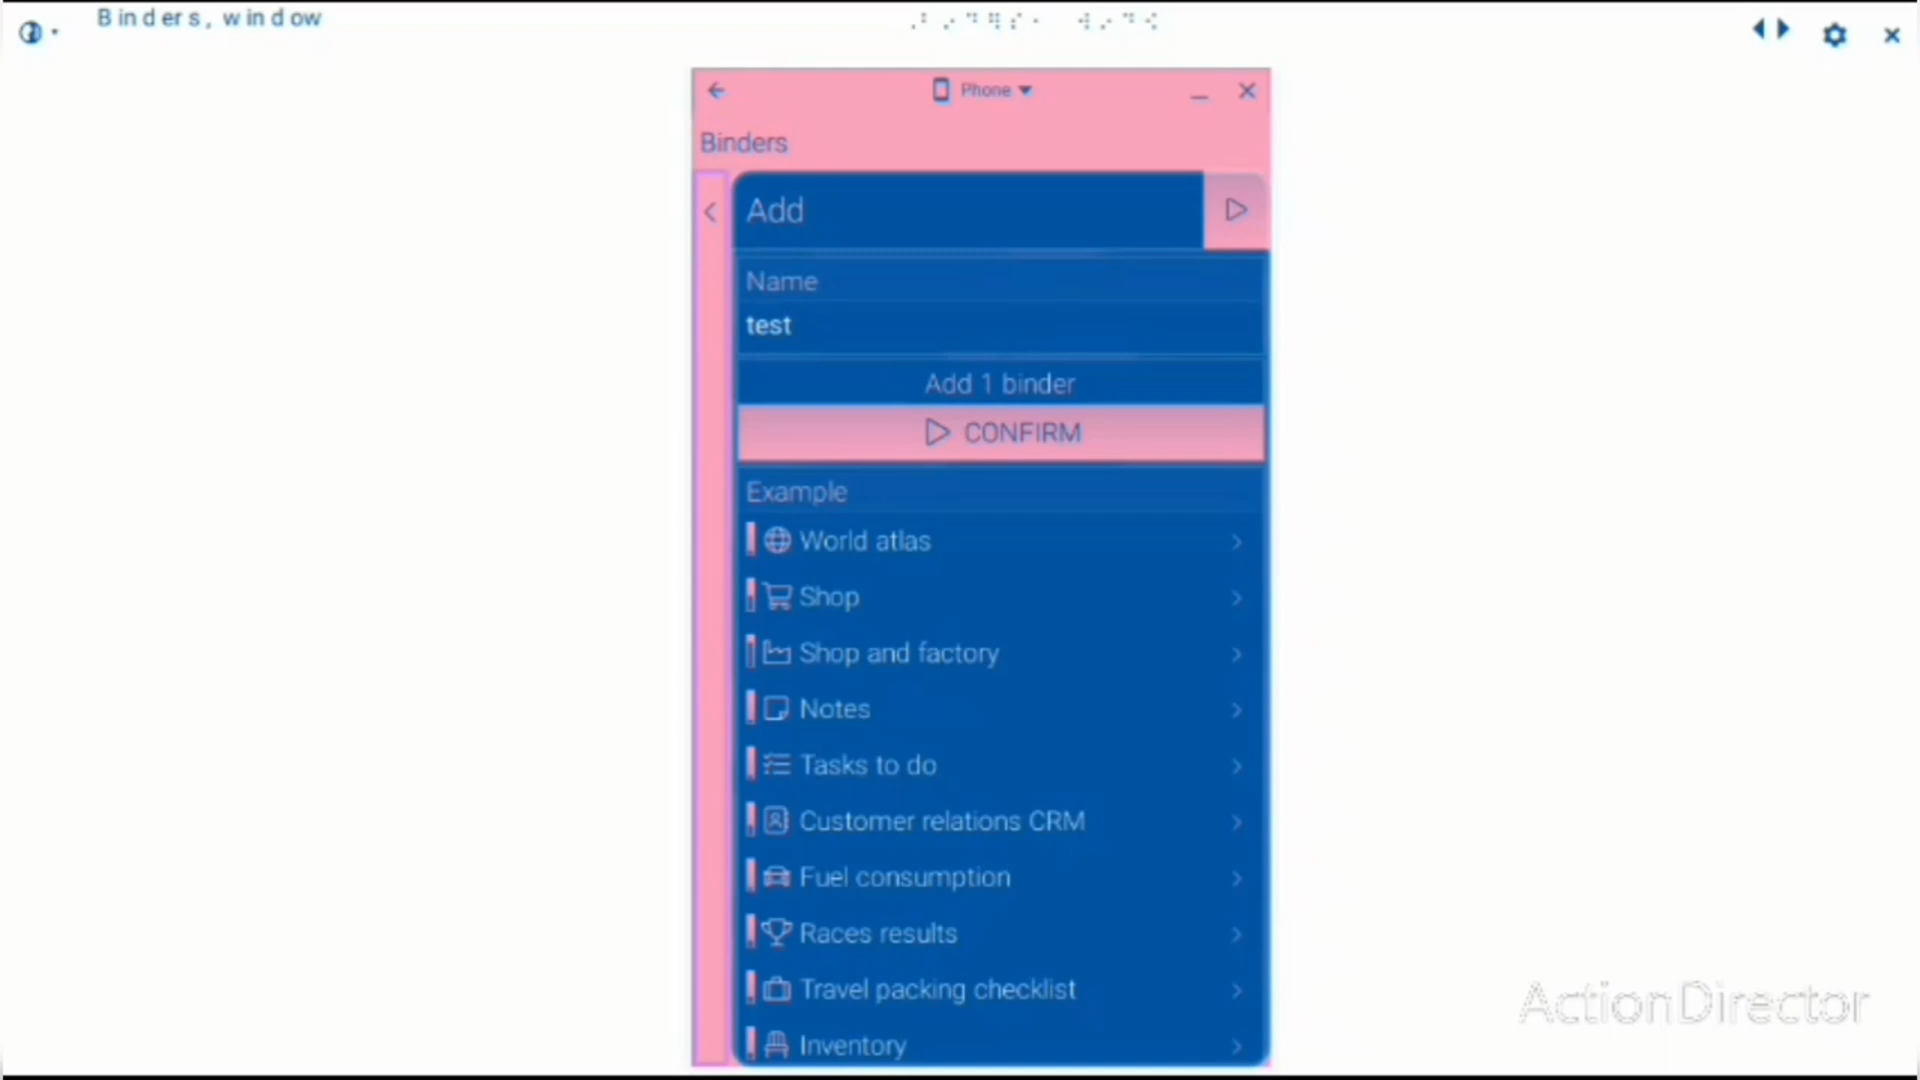 Binders, window
Phone
Binders
Add
Name
test
Add 1 binder
CONFIRM
Example
World atlas
Shop
Shop and factory
Notes
Tasks to do
Customer relations CRM
Fuel consumption
Races results
Travel packing checklist
Inventory
ActionDirector